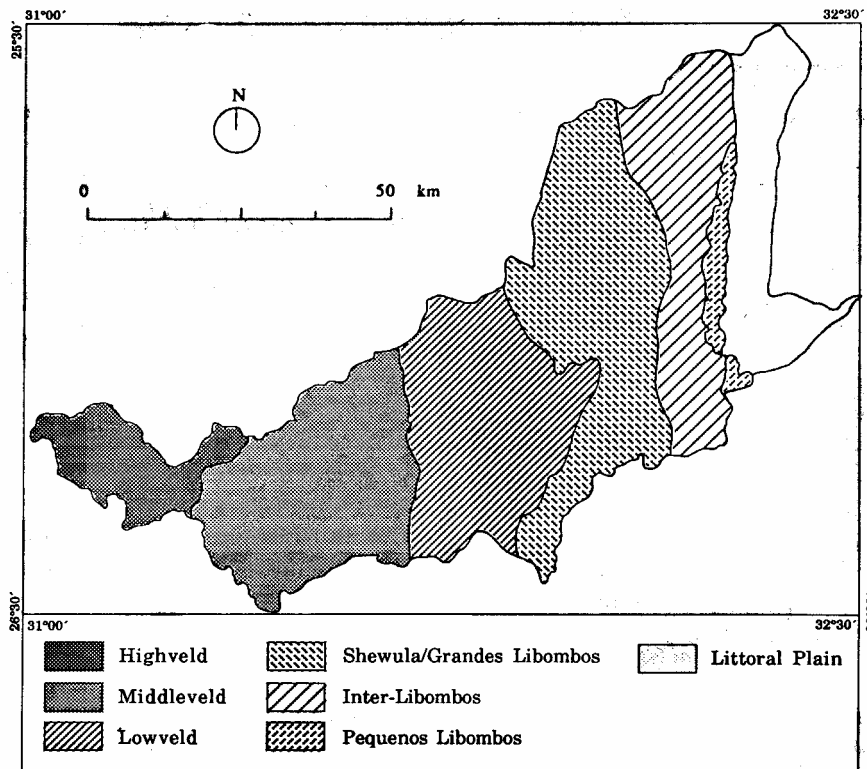 31°00′ 32°30′
25°30′
N
0 50 km
26°30′
31°00′ 32°30′
Highveld
Middleveld
Lowveld
Shewula/Grandes Libombos
Inter-Libombos
Pequenos Libombos
Littoral Plain